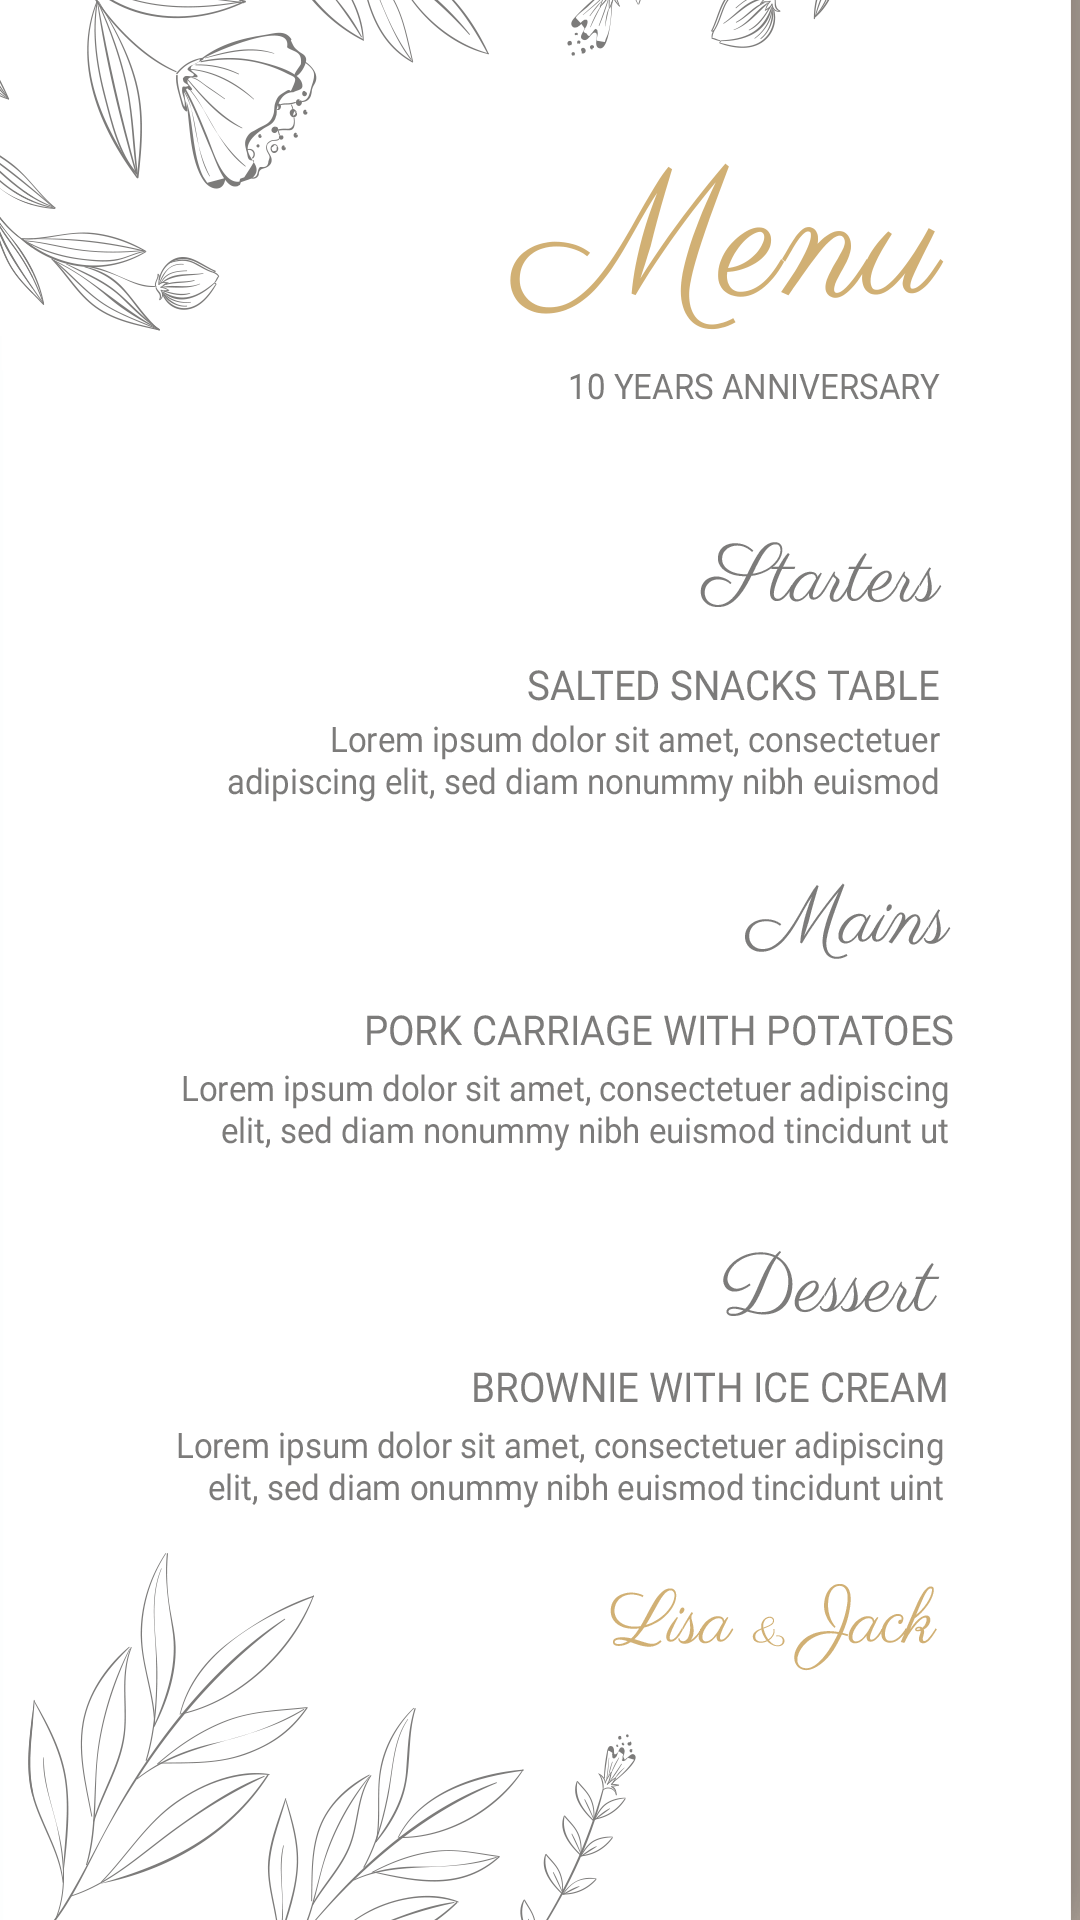 Menu
10 YEARS ANNIVERSARY
Starters
SALTED SNACKS TABLE
Lorem ipsum dolor sit amet, consectetuer
adipiscing elit, sed diam nonummy nibh euismod
Mains
PORK CARRIAGE WITH POTATOES
Lorem ipsum dolor sit amet, consectetuer adipiscing
elit, sed diam nonummy nibh euismod tincidunt ut
Dessert
BROWNIE WITH ICE CREAM
Lorem ipsum dolor sit amet, consectetuer adipiscing
elit, sed diam onummy nibh euismod tincidunt uint
Lisa & Jack